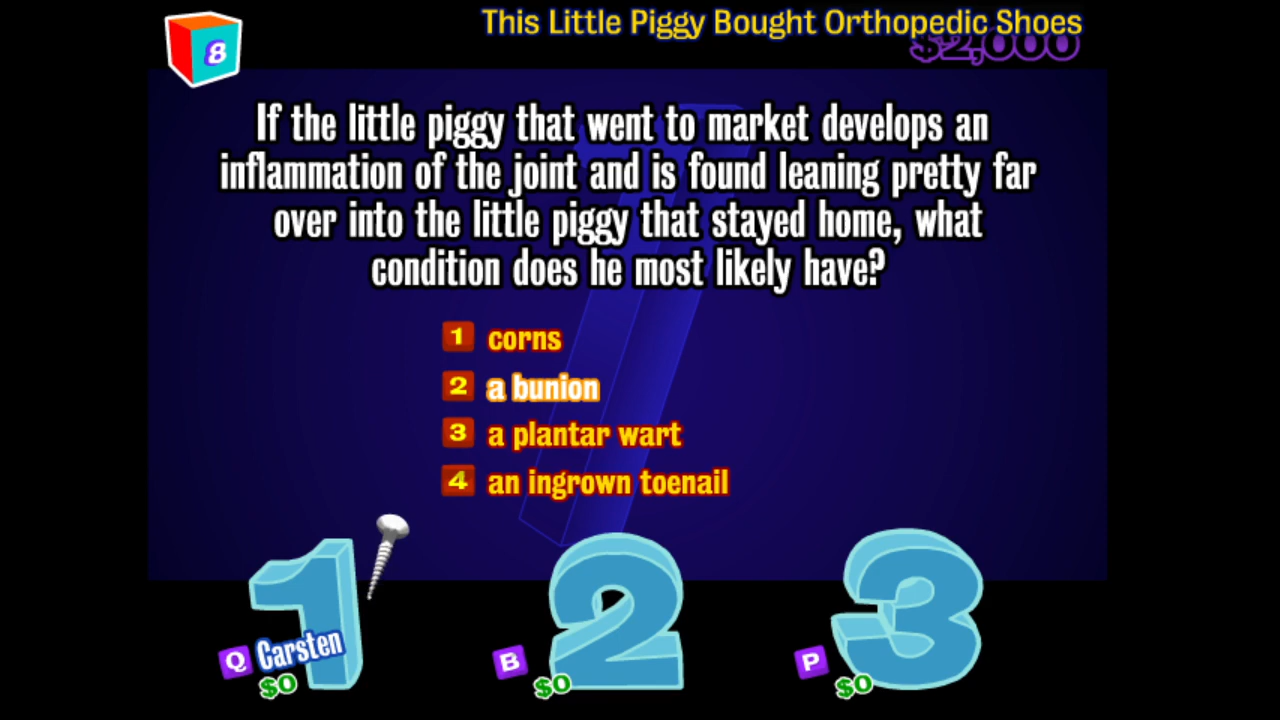 8
This Little Piggy Bought Orthopedic Shoes
$2,000
If the little piggy that went to market develops an
inflammation of the joint and is found leaning pretty far
over into the little piggy that stayed home, what
condition does he most likely have?
1 corns
2 a bunion
3 a plantar wart
4 an ingrown toenail
1 2 3
Q Carsten B P
$0 $0 $0